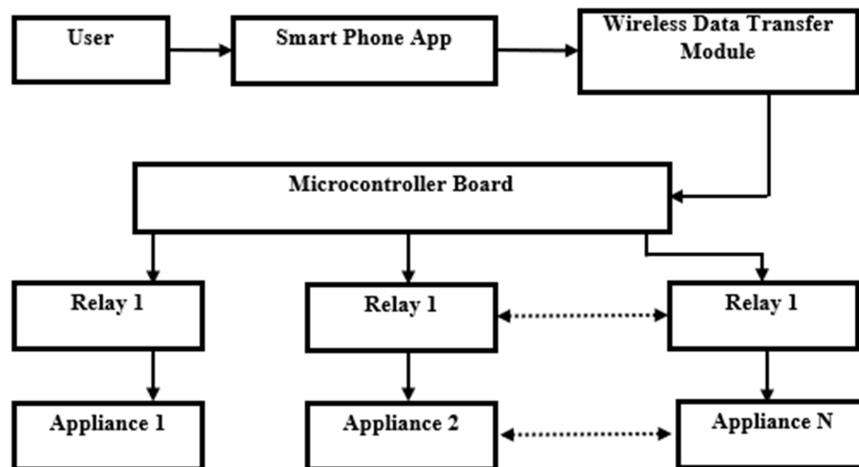 User
Smart Phone App
Wireless Data Transfer
Module
Microcontroller Board
Relay 1
Relay 1
Relay 1
Appliance 1
Appliance 2
Appliance N